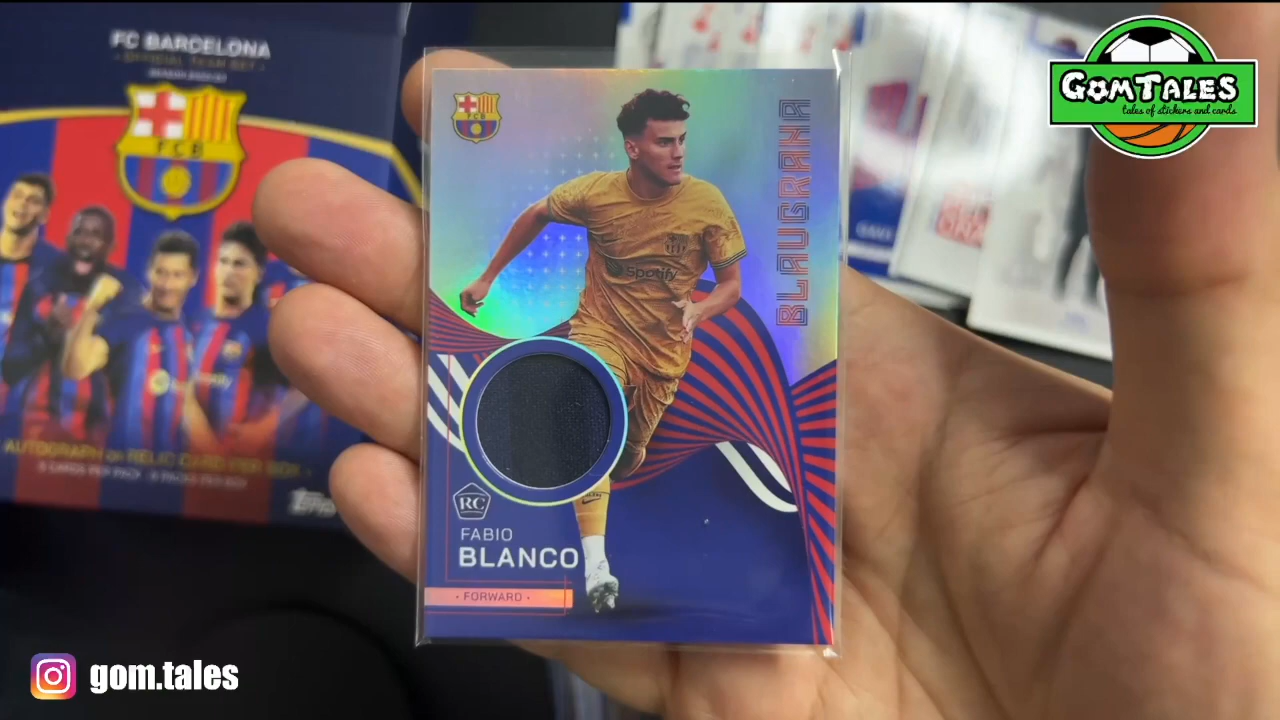 FC BARCELONA
OFFICIAL TEAM SET
FCB
AUTOGRAPH OR RELIC CARD PER BOX
Topps
FCB
BLAUGRANA
Spotify
RC
FABIO
BLANCO
• FORWARD •
GOMTALES
tales of stickers and cards
gom.tales